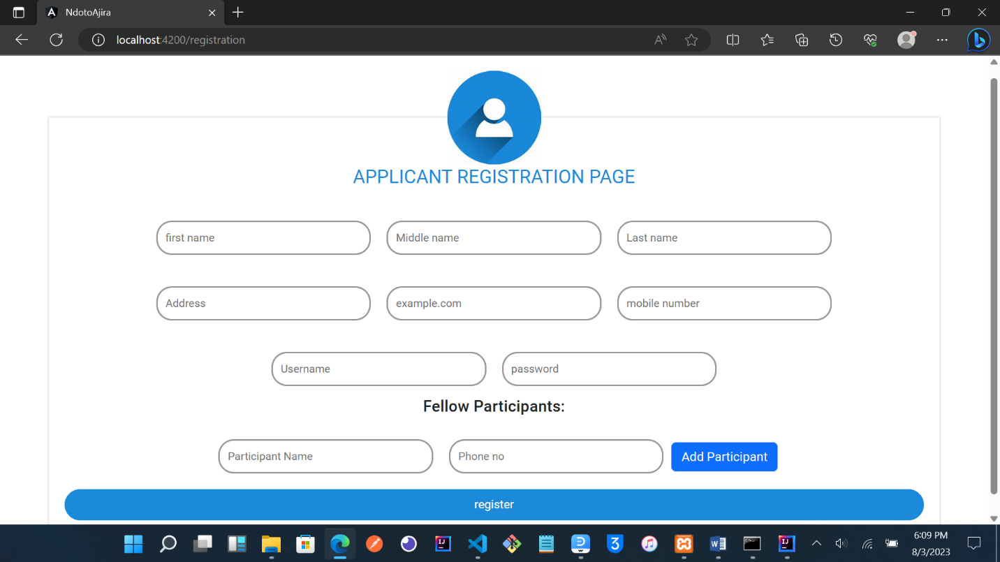 NdotoAjira
localhost:4200/registration
APPLICANT REGISTRATION PAGE
first name
Middle name
Last name
Address
example.com
mobile number
Username
password
Fellow Participants:
Participant Name
Phone no
Add Participant
register
6:09 PM
8/3/2023